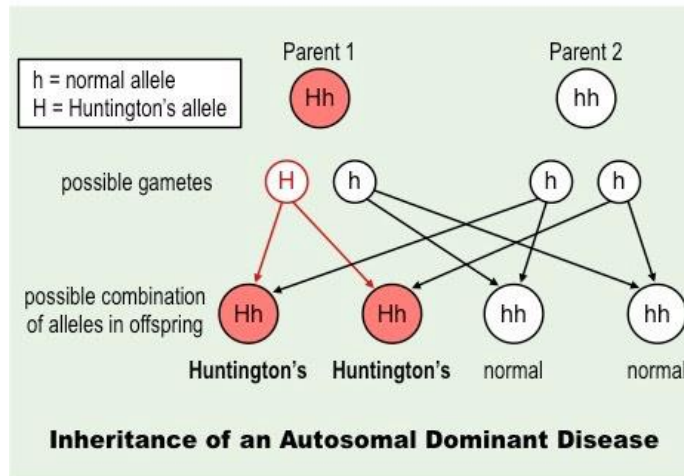 Parent 1
Parent 2
h = normal allele
H = Huntington's allele
Hh
hh
possible gametes
H
h
h
h
possible combination
of alleles in offspring
Hh
Hh
hh
hh
Huntington's
Huntington's
normal
normal
Inheritance of an Autosomal Dominant Disease